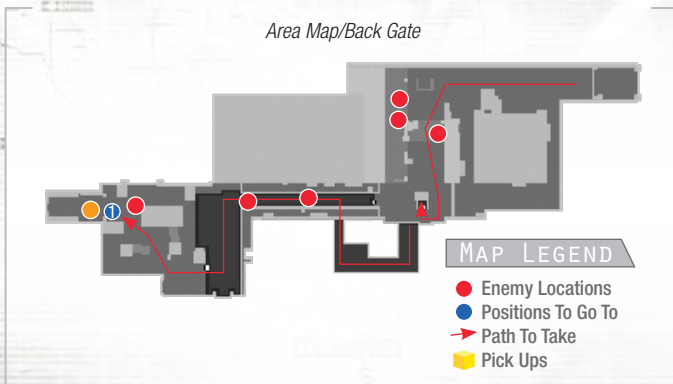 Area Map/Back Gate
1
MAP LEGEND
Enemy Locations
Positions To Go To
Path To Take
Pick Ups